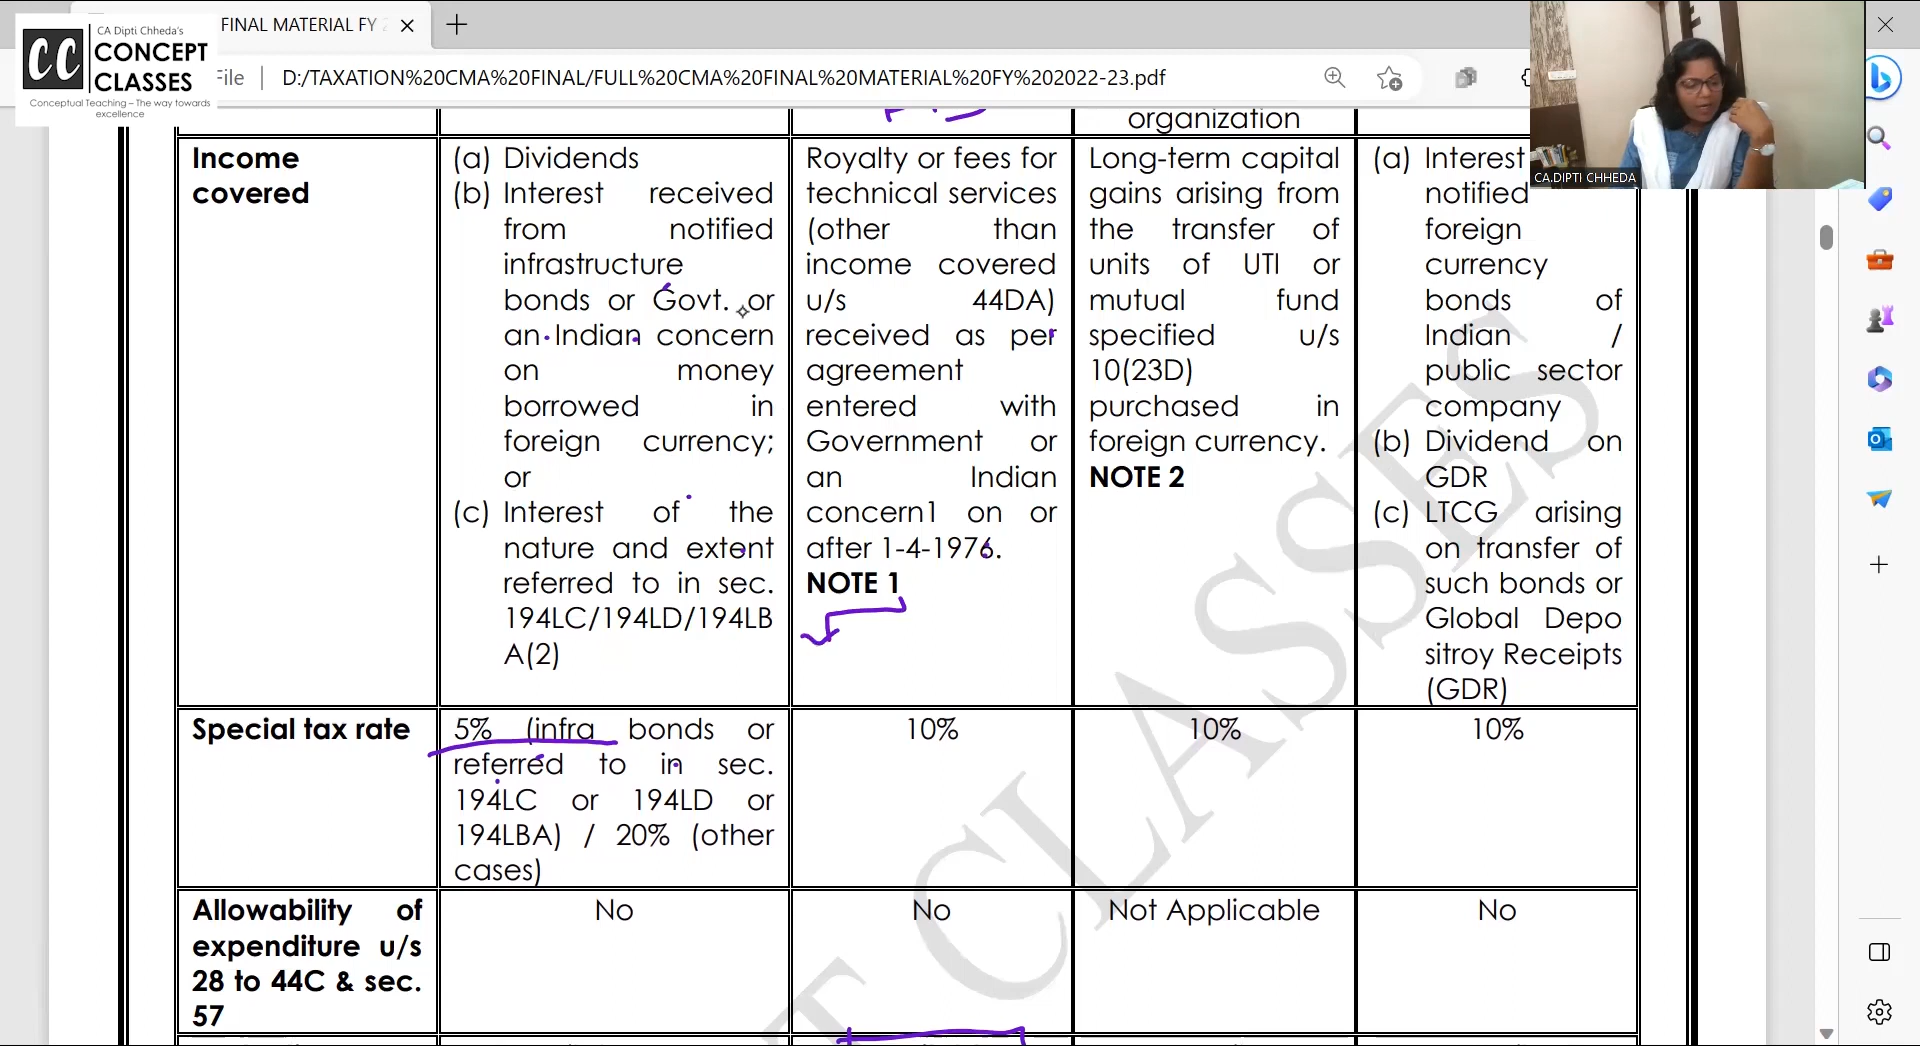 FINAL MATERIAL FY
CA Dipti Chheda's
CC
CONCEPT
CLASSES
Conceptual Teaching – The way towards
excellence
File
D:/TAXATION%20CMA%20FINAL/FULL%20CMA%20FINAL%20MATERIAL%20FY%202022-23.pdf
CA.DIPTI CHHEDA
organization
Income
covered
(a) Dividends
(b) Interest received
from notified
infrastructure
bonds or Govt. or
an Indian concern
on money
borrowed in
foreign currency;
or
(c) Interest of the
nature and extent
referred to in sec.
194LC/194LD/194LB
A(2)
Royalty or fees for
technical services
(other than
income covered
u/s 44DA)
received as per
agreement
entered with
Government or
an Indian
concern1 on or
after 1-4-1976.
NOTE 1
Long-term capital
gains arising from
the transfer of
units of UTI or
mutual fund
specified u/s
10(23D)
purchased in
foreign currency.
NOTE 2
(a) Interest
notified
foreign
currency
bonds of
Indian /
public sector
company
(b) Dividend on
GDR
(c) LTCG arising
on transfer of
such bonds or
Global Depo
sitroy Receipts
(GDR)
Special tax rate
5% (infra bonds or
referred to in sec.
194LC or 194LD or
194LBA) / 20% (other
cases)
10%
10%
10%
Allowability of
expenditure u/s
28 to 44C & sec.
57
No
No
Not Applicable
No
CLASSES